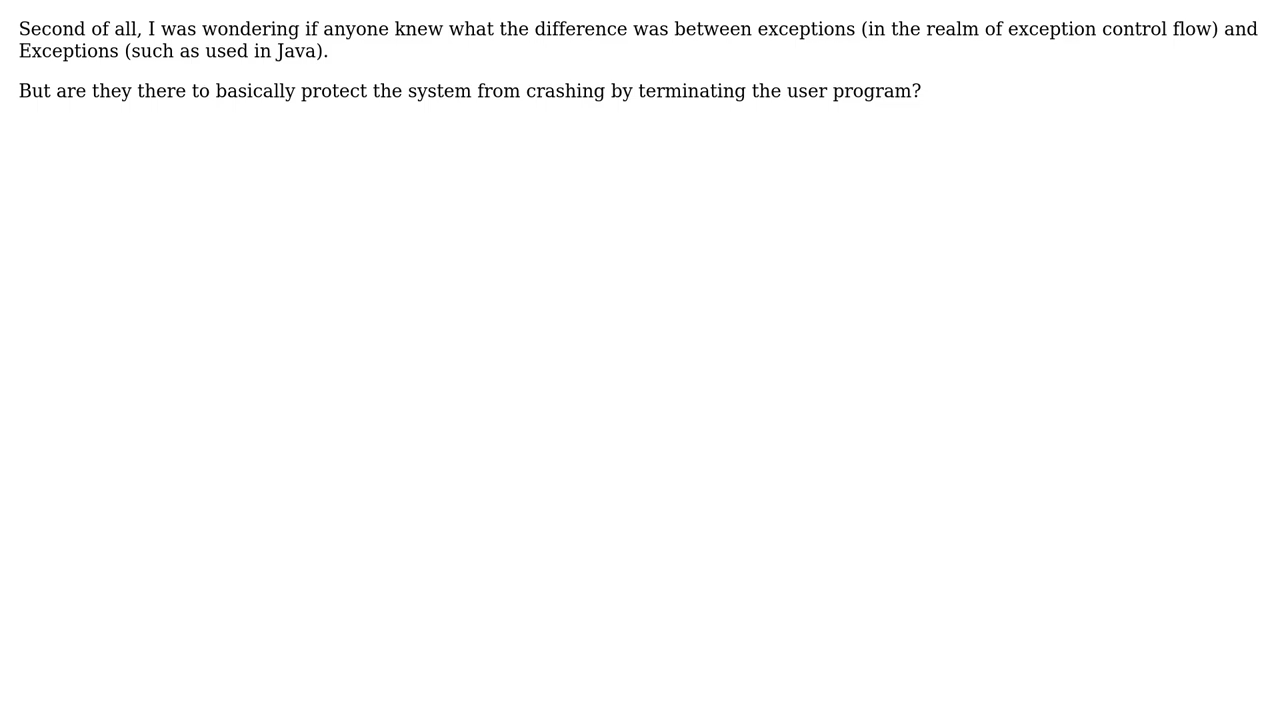 Second of all, I was wondering if anyone knew what the difference was between exceptions (in the realm of exception control flow) and
Exceptions (such as used in Java).
But are they there to basically protect the system from crashing by terminating the user program?